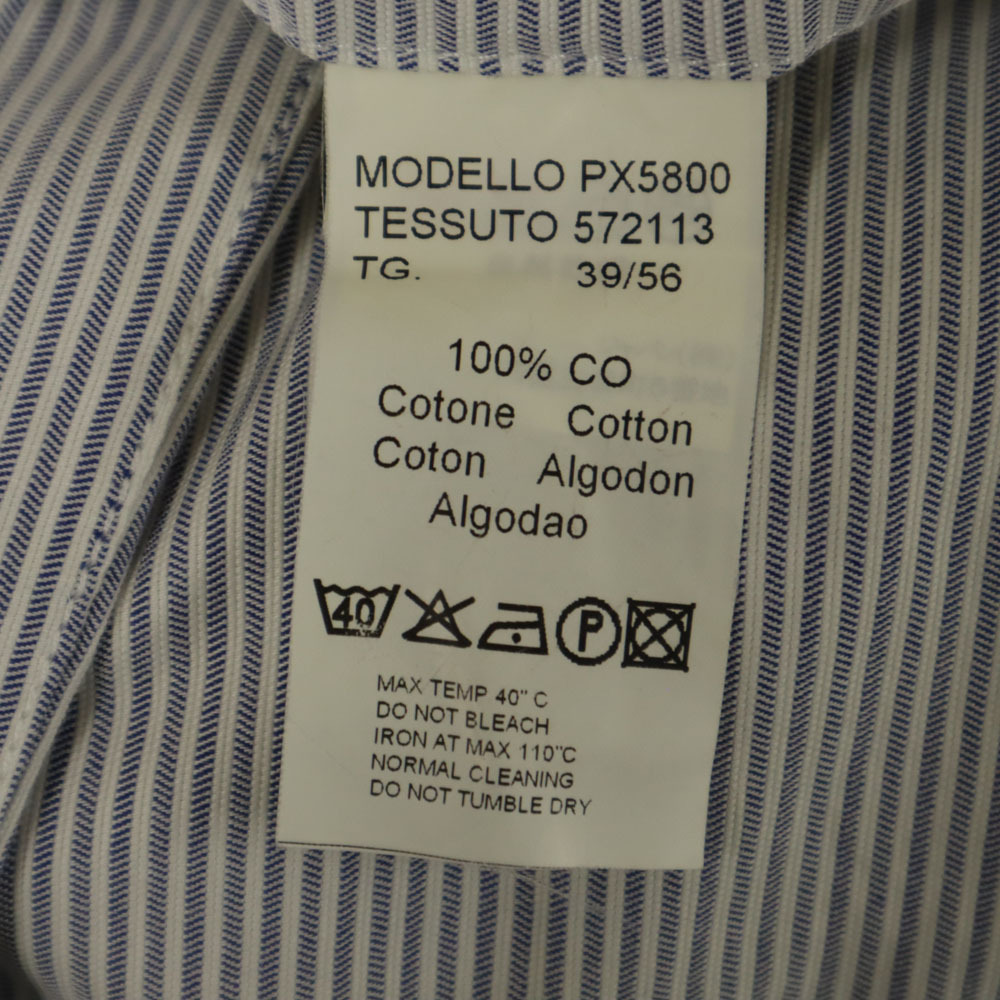 MODELLO PX5800
TESSUTO 572113
TG. 39/56
100% CO
Cotone Cotton
Coton Algodon
Algodao
40
P
MAX TEMP 40" C
DO NOT BLEACH
IRON AT MAX 110"C
NORMAL CLEANING
DO NOT TUMBLE DRY